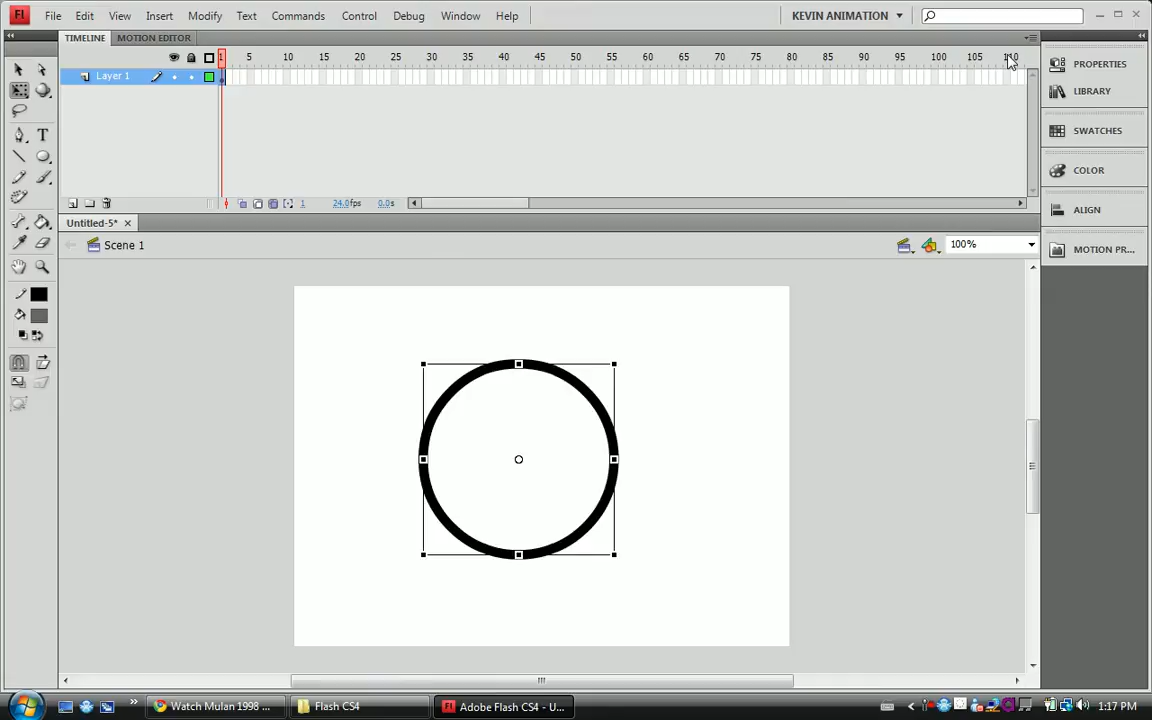 Fl File Edit View Insert Modify Text Commands Control Debug Window Help KEVIN ANIMATION
TIMELINE MOTION EDITOR
1 5 10 15 20 25 30 35 40 45 50 55 60 65 70 75 80 85 90 95 100 105 110
Layer 1
PROPERTIES
LIBRARY
SWATCHES
COLOR
ALIGN
MOTION PR...
T
1 24.0fps 0.0s
Untitled-5* ×
Scene 1 100%
Watch Mulan 1998 ... Flash CS4 Fl Adobe Flash CS4 - U... 1:17 PM